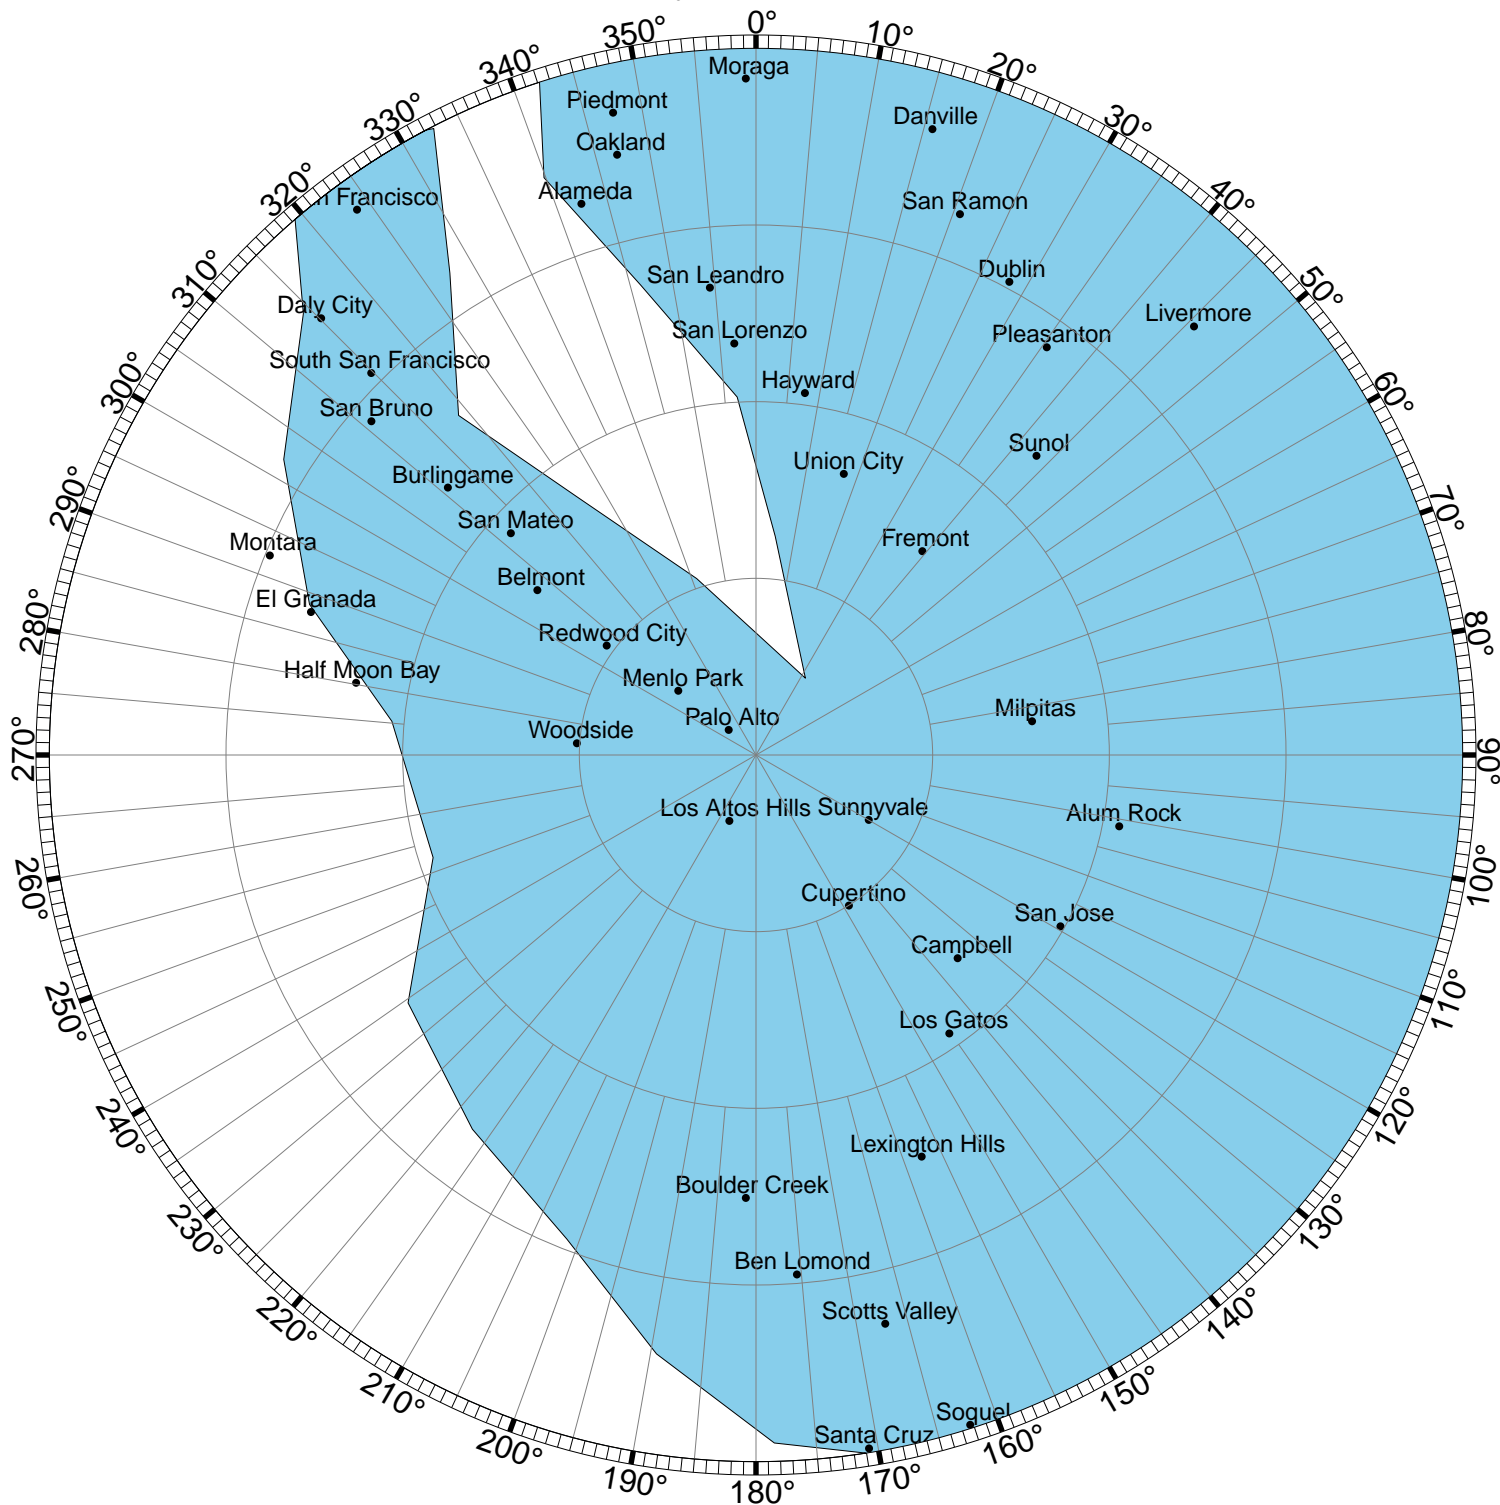 0°
350°
10°
340°
20°
Moraga
Piedmont
Danville
330°
30°
Oakland
320°
Alameda
n Francisco
San Ramon
40°
310°
San Leandro
Dublin
50°
Daly City
Livermore
San Lorenzo
Pleasanton
South San Francisco
Hayward
300°
60°
San Bruno
Sunol
Union City
Burlingame
290°
70°
San Mateo
Fremont
Montara
Belmont
El Granada
280°
80°
Redwood City
Half Moon Bay
Menlo Park
Milpitas
Palo Alto
Woodside
270°
90°
Los Altos Hills
Sunnyvale
Alum Rock
260°
100°
Cupertino
San Jose
Campbell
250°
110°
Los Gatos
240°
120°
Lexington Hills
Boulder Creek
230°
130°
Ben Lomond
Scotts Valley
220°
140°
210°
150°
Soquel
Santa Cruz
200°
160°
190°
170°
180°